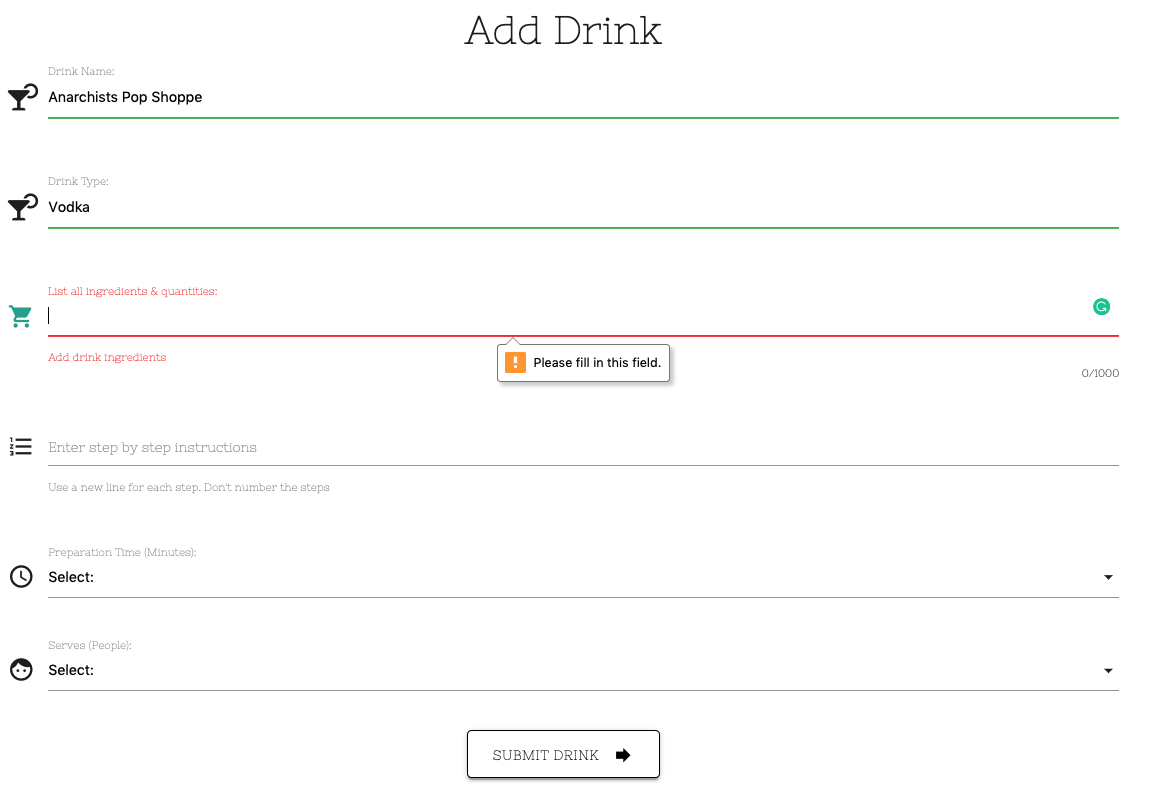 Add Drink
Drink Name:
Anarchists Pop Shoppe
Drink Type:
Vodka
List all ingredients & quantities:
Add drink ingredients
Please fill in this field.
0/1000
Enter step by step instructions
Use a new line for each step. Don't number the steps
Preparation Time (Minutes):
Select:
Serves (People):
Select:
SUBMIT DRINK